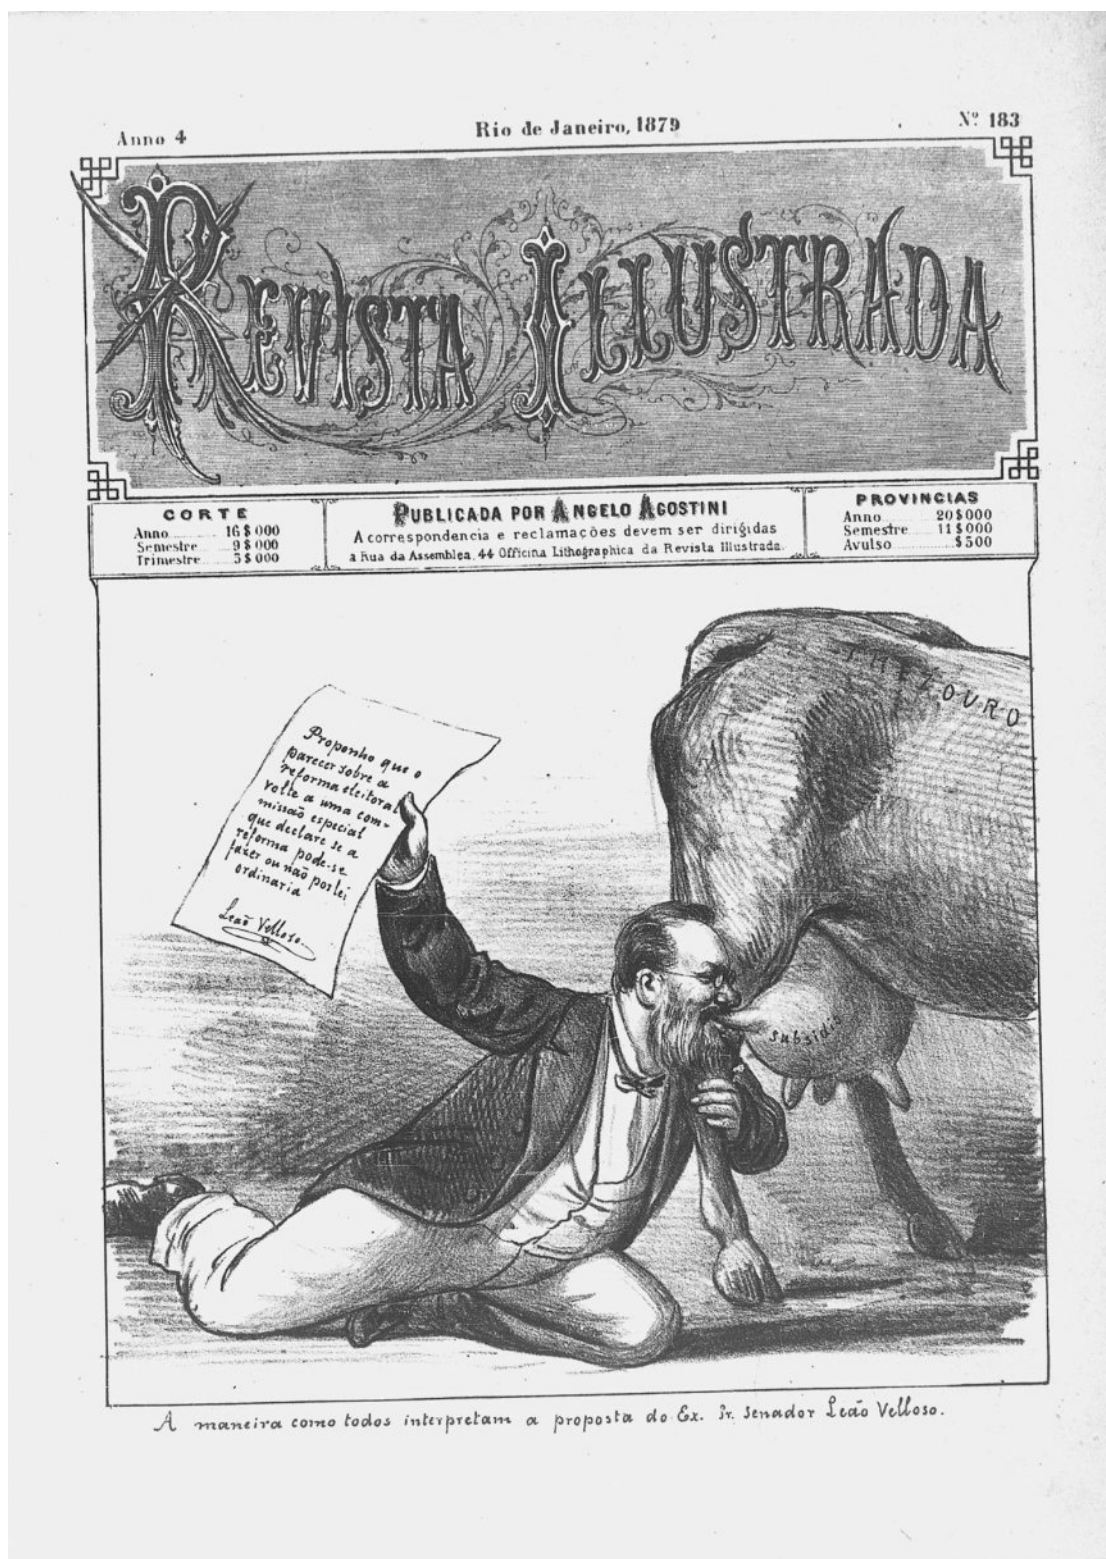 Anno 4
Rio de Janeiro, 1879
Nº 183
REVISTA ILLUSTRADA
CORTE
Anno 16$000
Semestre 9$000
Trimestre 5$000
PUBLICADA POR ANGELO AGOSTINI
A correspondencia e reclamações devem ser dirigidas
a Rua da Assemblea 44 Officina Lithographica da Revista Illustrada.
PROVINCIAS
Anno 20$000
Semestre 11$000
Avulso $500
THEZOURO
Proponho que o
parecer sobre a
reforma eleitoral
volte a uma com-
missão especial
que declare se a
reforma pode-se
fazer ou não por lei
ordinaria
Leão Velloso.
subsidio
A maneira como todos interpretam a proposta do Ex. Sr. Senador Leão Velloso.